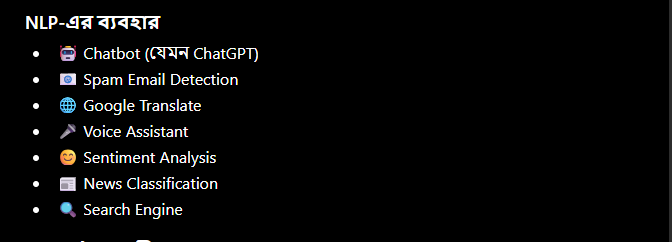 NLP-এর ব্যবহার
• 🤖 Chatbot (যেমন ChatGPT)
• 📧 Spam Email Detection
• 🌐 Google Translate
• 🎤 Voice Assistant
• 😊 Sentiment Analysis
• 📰 News Classification
• 🔍 Search Engine